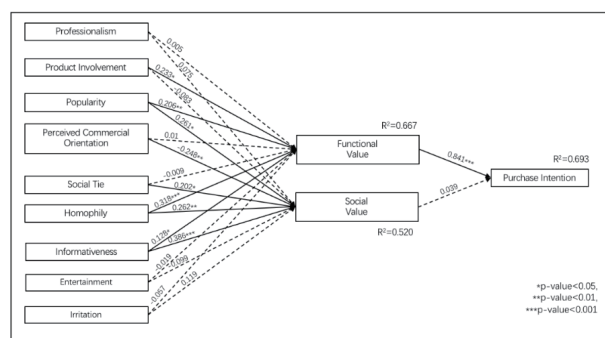 Professionalism
0.005
0.075
Product Involvement
0.233*
-0.083
Popularity
0.206**
0.261*
R²=0.667
Perceived Commercial
Orientation
0.01
-0.248**
Functional
Value
0.841***
R²=0.693
Purchase Intention
Social Tie
-0.009
0.202*
0.039
Homophily
0.318***
0.262**
Social
Value
R²=0.520
Informativeness
0.128*
0.386***
Entertainment
-0.019
-0.099
Irritation
-0.057
0.119
*p-value<0.05,
**p-value<0.01,
***p-value<0.001